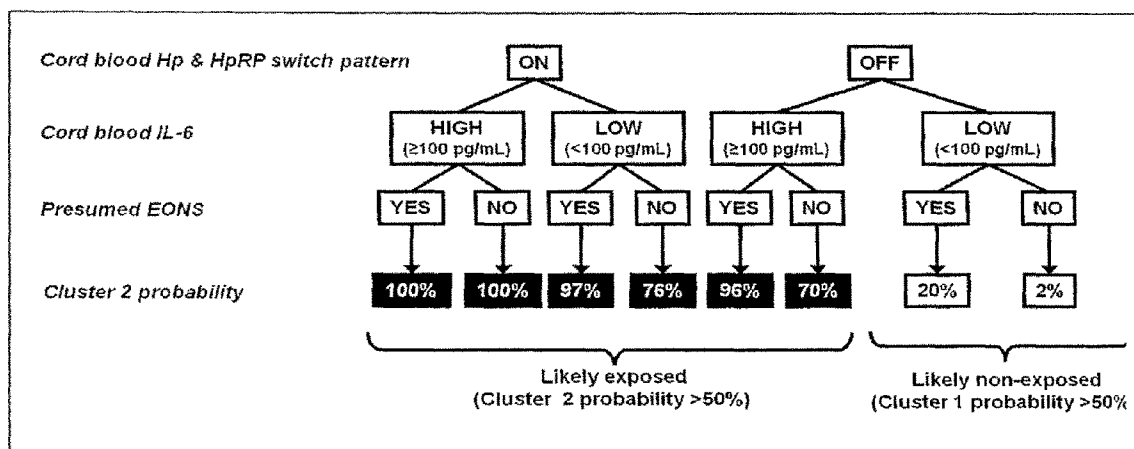 Cord blood Hp & HpRP switch pattern ON OFF
Cord blood IL-6 HIGH LOW HIGH LOW
(≥100 pg/mL) (<100 pg/mL) (≥100 pg/mL) (<100 pg/mL)
Presumed EONS YES NO YES NO YES NO YES NO
Cluster 2 probability 100% 100% 97% 76% 96% 70% 20% 2%
Likely exposed Likely non-exposed
(Cluster 2 probability >50%) (Cluster 1 probability >50%